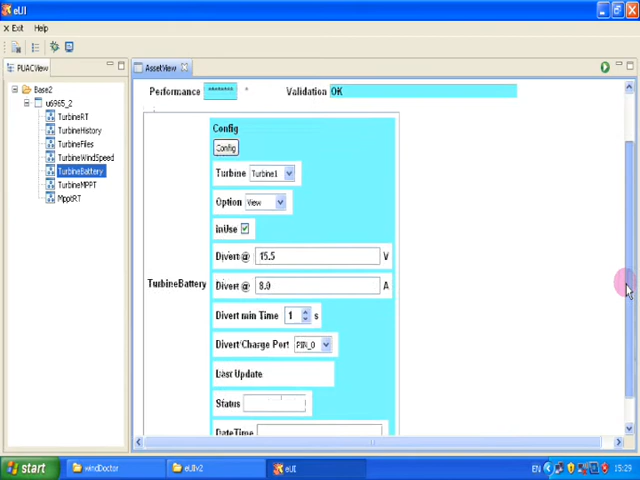 eUI
Exit Help
PUACView
AssetView
Base2
u6965_2
TurbineRT
TurbineHistory
TurbineFiles
TurbineWindSpeed
TurbineBattery
TurbineMPPT
MpptRT
Performance ******* * Validation OK
Config
Config
Turbine Turbine1
Option View
inUse
Divert @ 15.5 V
TurbineBattery
Divert @ 8.0 A
Divert min Time 1 s
Divert/Charge Port PIN_0
Last Update
Status
DateTime
start windDoctor eUIv2 eUI EN 15:29